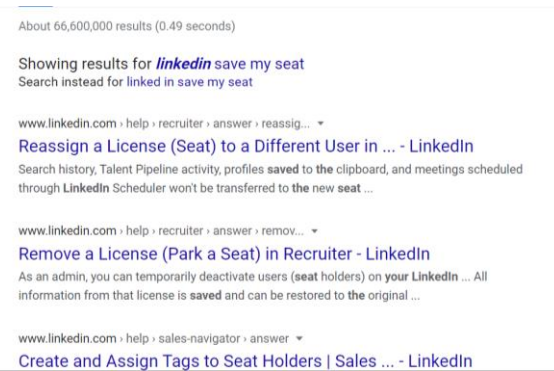 About 66,600,000 results (0.49 seconds)
Showing results for linkedin save my seat
Search instead for linked in save my seat
www.linkedin.com › help › recruiter › answer › reassig...
Reassign a License (Seat) to a Different User in ... - LinkedIn
Search history, Talent Pipeline activity, profiles saved to the clipboard, and meetings scheduled
through LinkedIn Scheduler won't be transferred to the new seat ...
www.linkedin.com › help › recruiter › answer › remov...
Remove a License (Park a Seat) in Recruiter - LinkedIn
As an admin, you can temporarily deactivate users (seat holders) on your LinkedIn ... All
information from that license is saved and can be restored to the original ...
www.linkedin.com › help › sales-navigator › answer
Create and Assign Tags to Seat Holders | Sales ... - LinkedIn